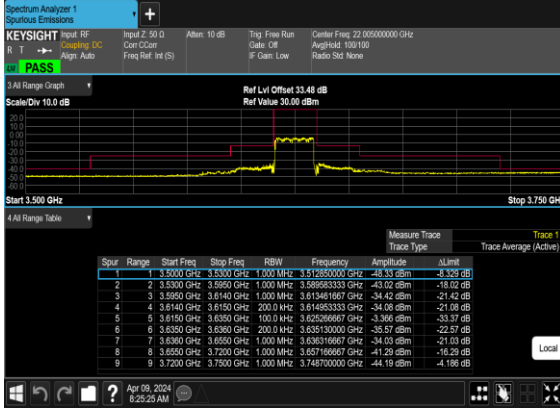 Spectrum Analyzer 1
Spurious Emissions
+
KEYSIGHT Input: RF Input Z: 50 Ω Atten: 10 dB Trig: Free Run Center Freq: 22.005000000 GHz
R T Coupling: DC Corr CCorr Gate: Off Avg|Hold: 100/100
Align: Auto Freq Ref: Int (S) IF Gain: Low Radio Std: None
PASS
3 All Range Graph
Ref Lvl Offset 33.48 dB
Scale/Div 10.0 dB Ref Value 30.00 dBm
20.0
10.0
0.00
-10.0
-20.0
-30.0
-40.0
-50.0
-60.0
Start 3.500 GHz Stop 3.750 GH
4 All Range Table
Measure Trace Trace 1
Trace Type Trace Average (Active)
Spur Range Start Freq Stop Freq RBW Frequency Amplitude ΔLimit
1 1 3.5000 GHz 3.5300 GHz 1.000 MHz 3.512850000 GHz -48.33 dBm -8.329 dB
2 2 3.5300 GHz 3.5950 GHz 1.000 MHz 3.589583333 GHz -43.02 dBm -18.02 dB
3 3 3.5950 GHz 3.6140 GHz 1.000 MHz 3.613461667 GHz -34.42 dBm -21.42 dB
4 4 3.6140 GHz 3.6150 GHz 200.0 kHz 3.614953333 GHz -34.08 dBm -21.08 dB
5 5 3.6150 GHz 3.6350 GHz 100.0 kHz 3.625266667 GHz -3.366 dBm -33.37 dB
6 6 3.6350 GHz 3.6360 GHz 200.0 kHz 3.635130000 GHz -35.57 dBm -22.57 dB
7 7 3.6360 GHz 3.6550 GHz 1.000 MHz 3.636316667 GHz -34.03 dBm -21.03 dB
8 8 3.6550 GHz 3.7200 GHz 1.000 MHz 3.657166667 GHz -41.29 dBm -16.29 dB
9 9 3.7200 GHz 3.7500 GHz 1.000 MHz 3.748700000 GHz -44.19 dBm -4.186 dB
Local
? Apr 09, 2024
8:25:25 AM